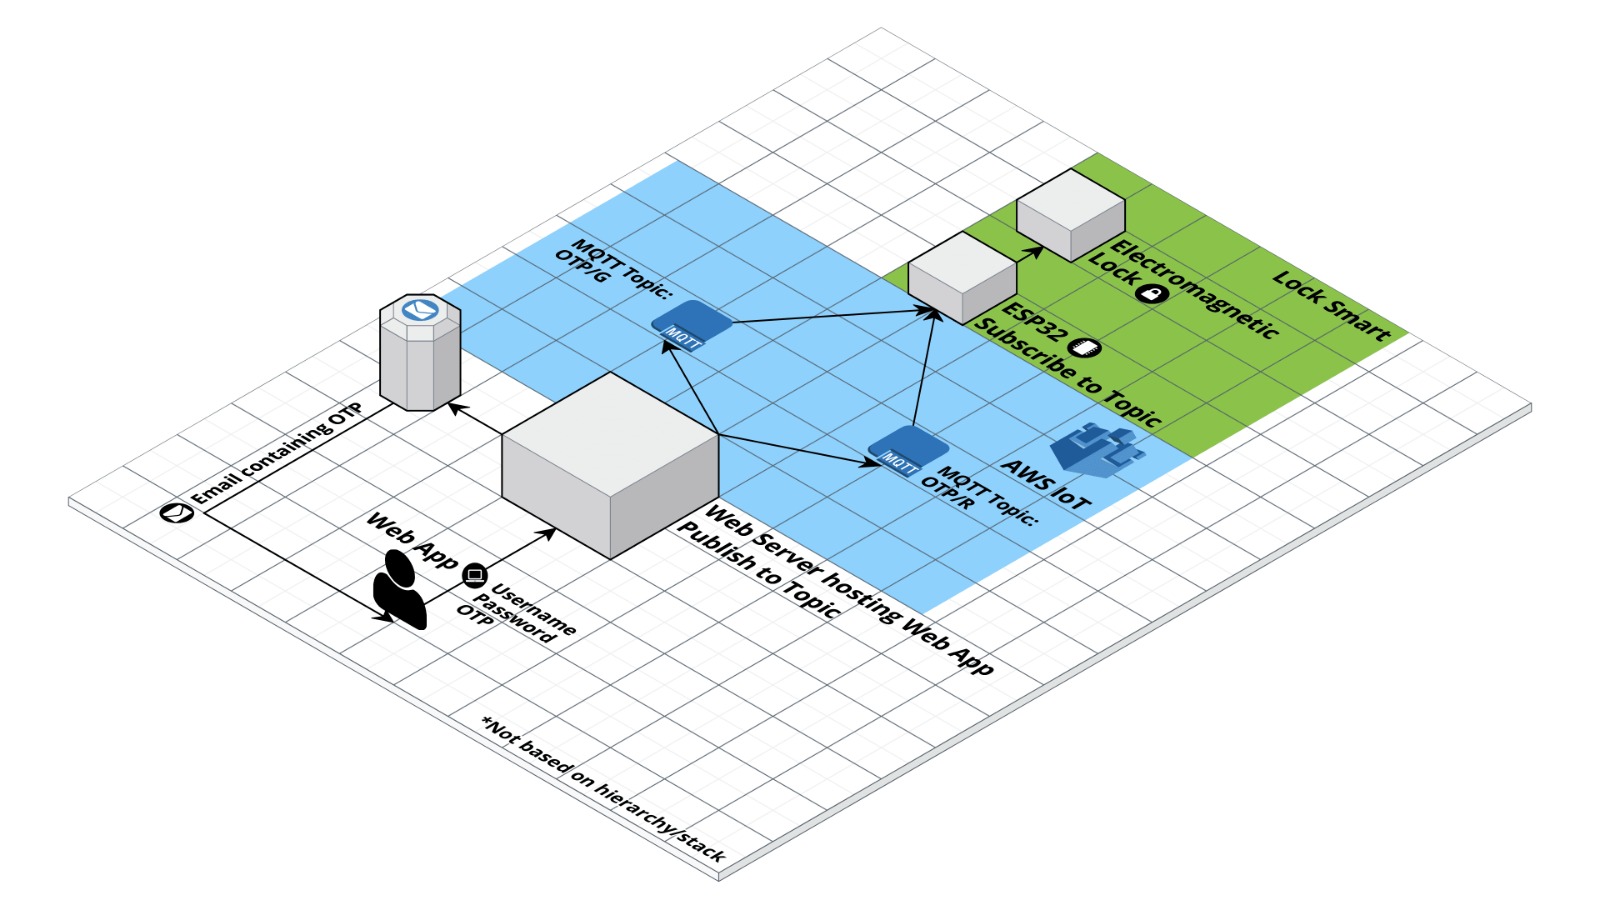 MQTT Topic:
OTP/G
MQTT
Electromagnetic
Lock
Lock Smart
ESP32
Subscribe to Topic
Email containing OTP
MQTT
MQTT Topic:
OTP/R
AWS IoT
Web App
Username
Password
OTP
Web Server hosting Web App
Publish to Topic
*Not based on hierarchy/stack